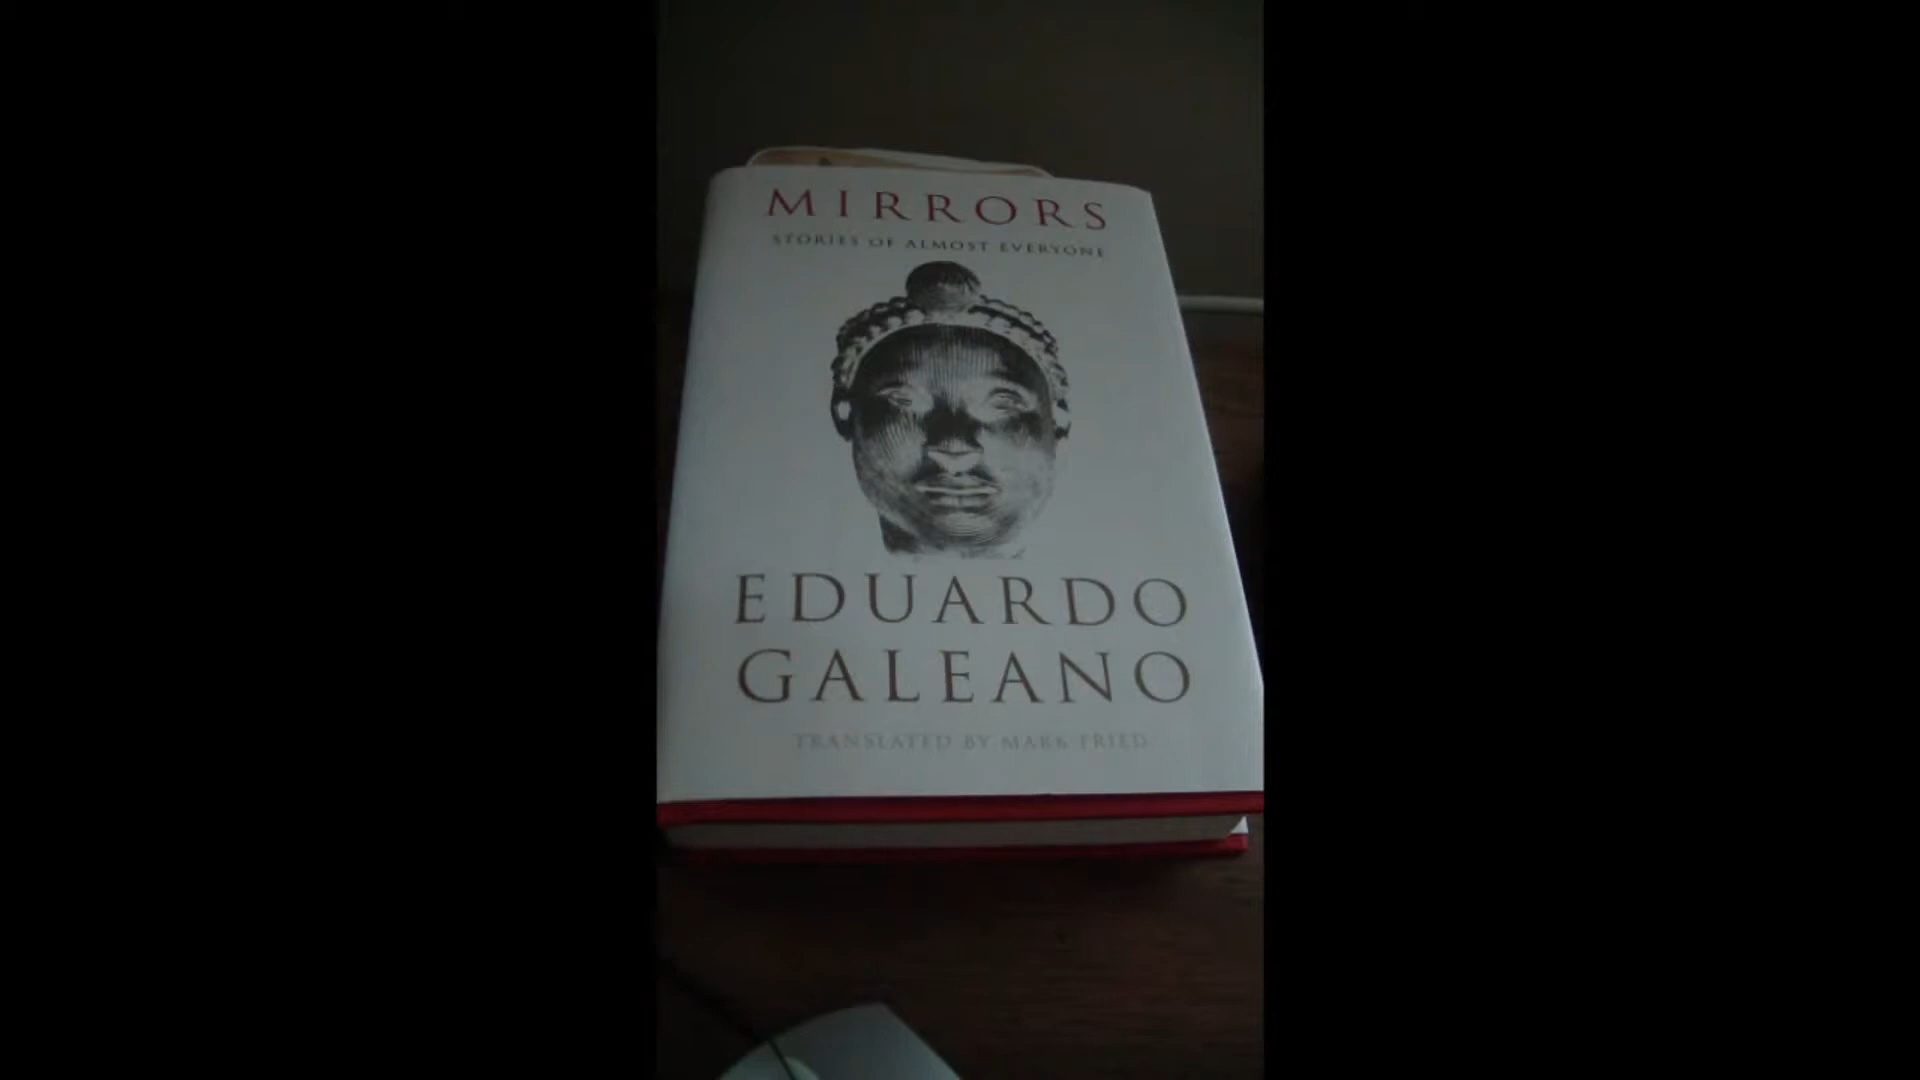 MIRRORS
STORIES OF ALMOST EVERYONE
EDUARDO
GALEANO
TRANSLATED BY MARK FRIED